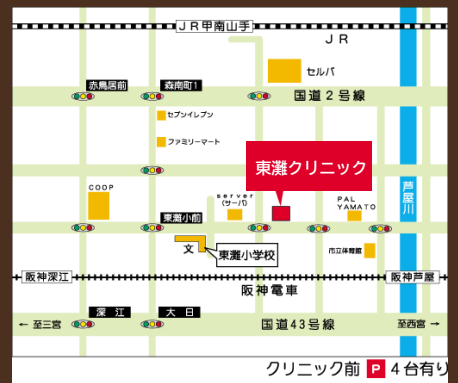 JR甲南山手
JR
セルバ
赤鳥居前
森南町1
国道2号線
セブンイレブン
ファミリーマート
東灘クリニック
芦屋川
COOP
server
(サーバ)
PAL
YAMATO
東灘小前
文
東灘小学校
市立体育館
阪神深江
阪神芦屋
阪神電車
深江
大日
← 至三宮
国道43号線
至西宮 →
クリニック前 P 4台有り